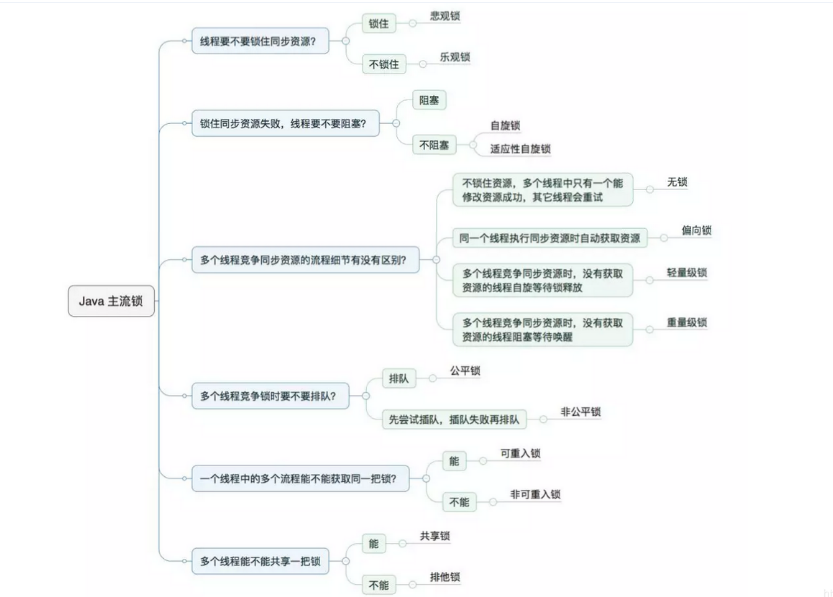 Java 主流锁
线程要不要锁住同步资源?
锁住
悲观锁
不锁住
乐观锁
锁住同步资源失败，线程要不要阻塞?
阻塞
不阻塞
自旋锁
适应性自旋锁
多个线程竞争同步资源的流程细节有没有区别?
不锁住资源，多个线程中只有一个能
修改资源成功，其它线程会重试
无锁
同一个线程执行同步资源时自动获取资源
偏向锁
多个线程竞争同步资源时，没有获取
资源的线程自旋等待锁释放
轻量级锁
多个线程竞争同步资源时，没有获取
资源的线程阻塞等待唤醒
重量级锁
多个线程竞争锁时要不要排队?
排队
公平锁
先尝试插队，插队失败再排队
非公平锁
一个线程中的多个流程能不能获取同一把锁?
能
可重入锁
不能
非可重入锁
多个线程能不能共享一把锁
能
共享锁
不能
排他锁